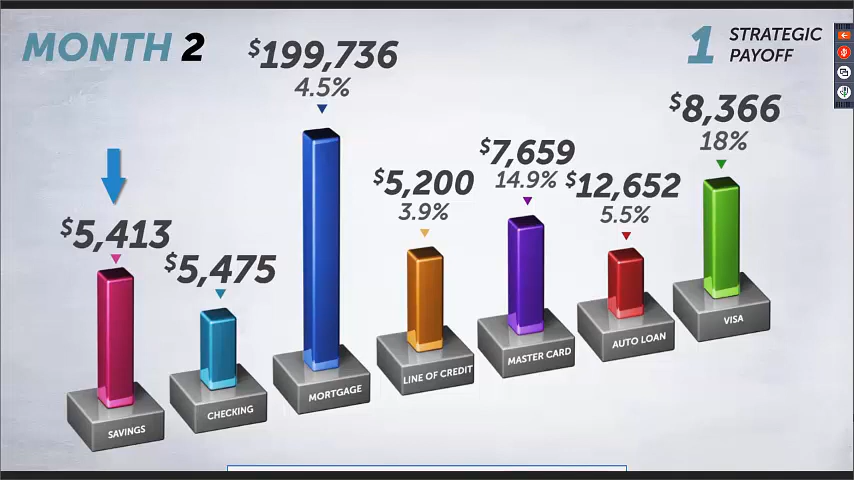 MONTH 2
1 STRATEGIC
PAYOFF
$199,736
4.5%
$8,366
18%
$7,659
14.9%
$5,200
3.9%
$12,652
5.5%
$5,413
$5,475
SAVINGS
CHECKING
MORTGAGE
LINE OF CREDIT
MASTER CARD
AUTO LOAN
VISA